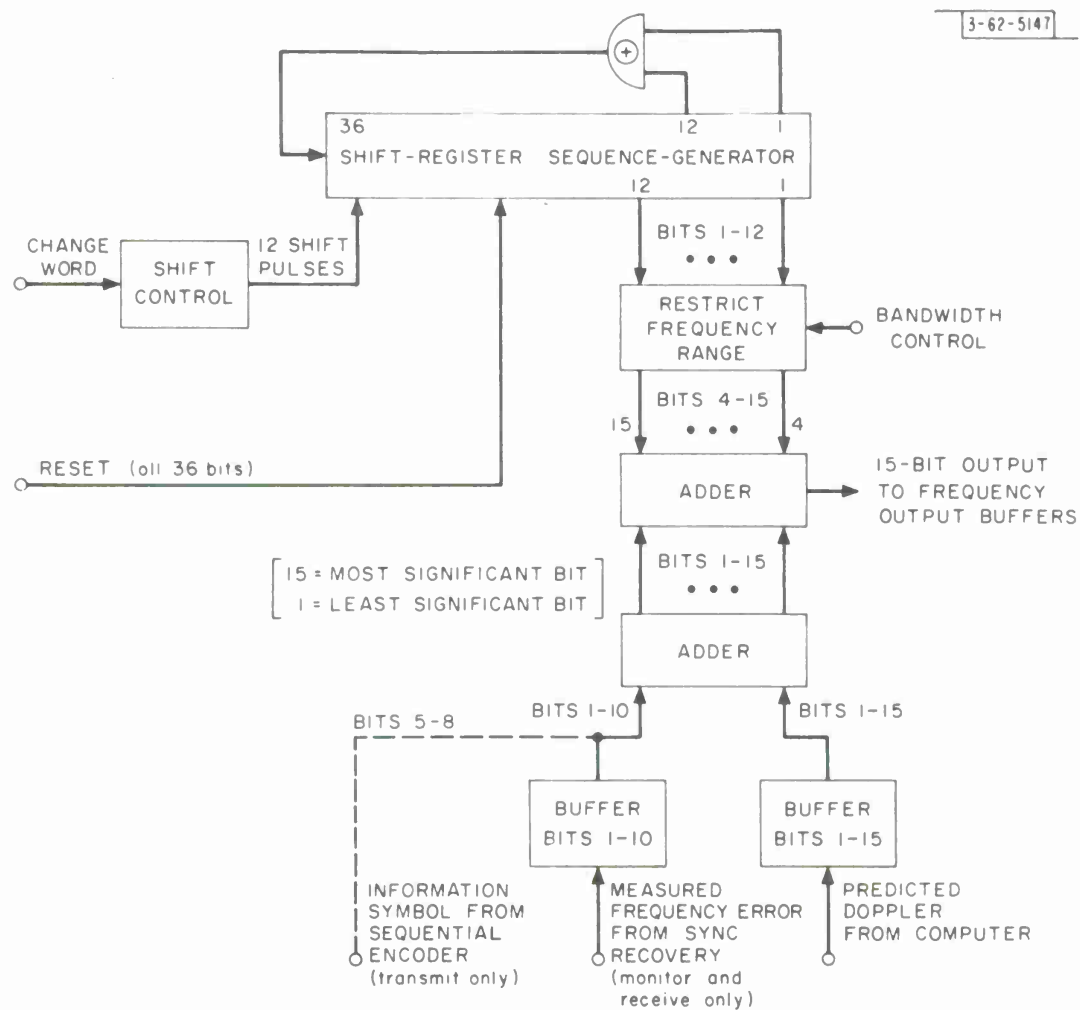 3-62-5147
+
36
12
1
SHIFT-REGISTER SEQUENCE-GENERATOR
12
1
CHANGE
WORD
SHIFT
CONTROL
12 SHIFT
PULSES
BITS 1-12
• • •
RESTRICT
FREQUENCY
RANGE
BANDWIDTH
CONTROL
BITS 4-15
15
• • •
4
RESET (all 36 bits)
ADDER
15-BIT OUTPUT
TO FREQUENCY
OUTPUT BUFFERS
15 = MOST SIGNIFICANT BIT
1 = LEAST SIGNIFICANT BIT
BITS 1-15
• • •
ADDER
BITS 5-8
BITS 1-10
BITS 1-15
BUFFER
BITS 1-10
BUFFER
BITS 1-15
INFORMATION
SYMBOL FROM
SEQUENTIAL
ENCODER
(transmit only)
MEASURED
FREQUENCY ERROR
FROM SYNC
RECOVERY
(monitor and
receive only)
PREDICTED
DOPPLER
FROM COMPUTER